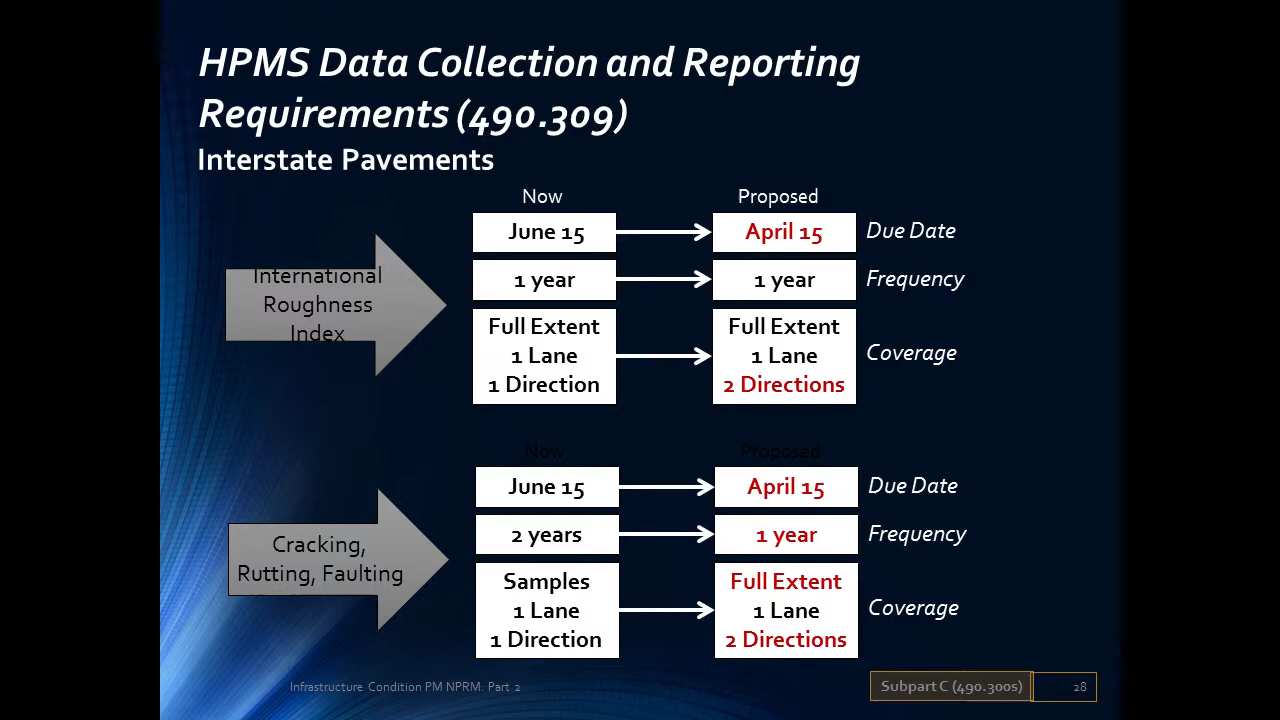 HPMS Data Collection and Reporting
Requirements (490.309)
Interstate Pavements
Now
Proposed
International
Roughness
Index
June 15
April 15
Due Date
1 year
1 year
Frequency
Full Extent
1 Lane
1 Direction
Full Extent
1 Lane
2 Directions
Coverage
Now
Proposed
Cracking,
Rutting, Faulting
June 15
April 15
Due Date
2 years
1 year
Frequency
Samples
1 Lane
1 Direction
Full Extent
1 Lane
2 Directions
Coverage
Infrastructure Condition PM NPRM: Part 2
Subpart C (490.300s)
28